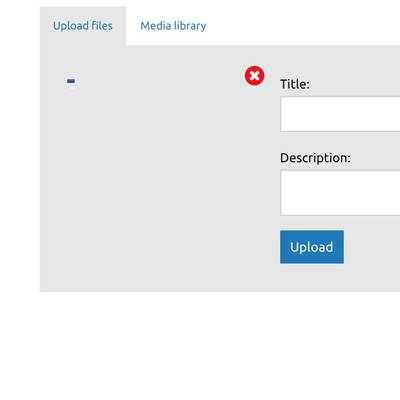 Upload files
Media library
Title:
Description:
Upload